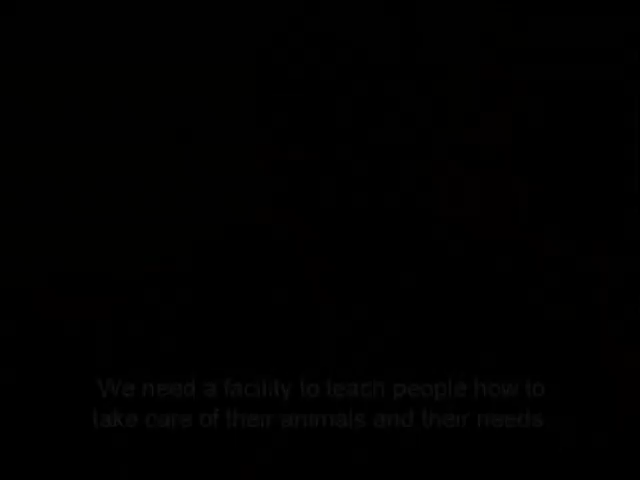 We need a facility to teach people how to
take care of their animals and their needs